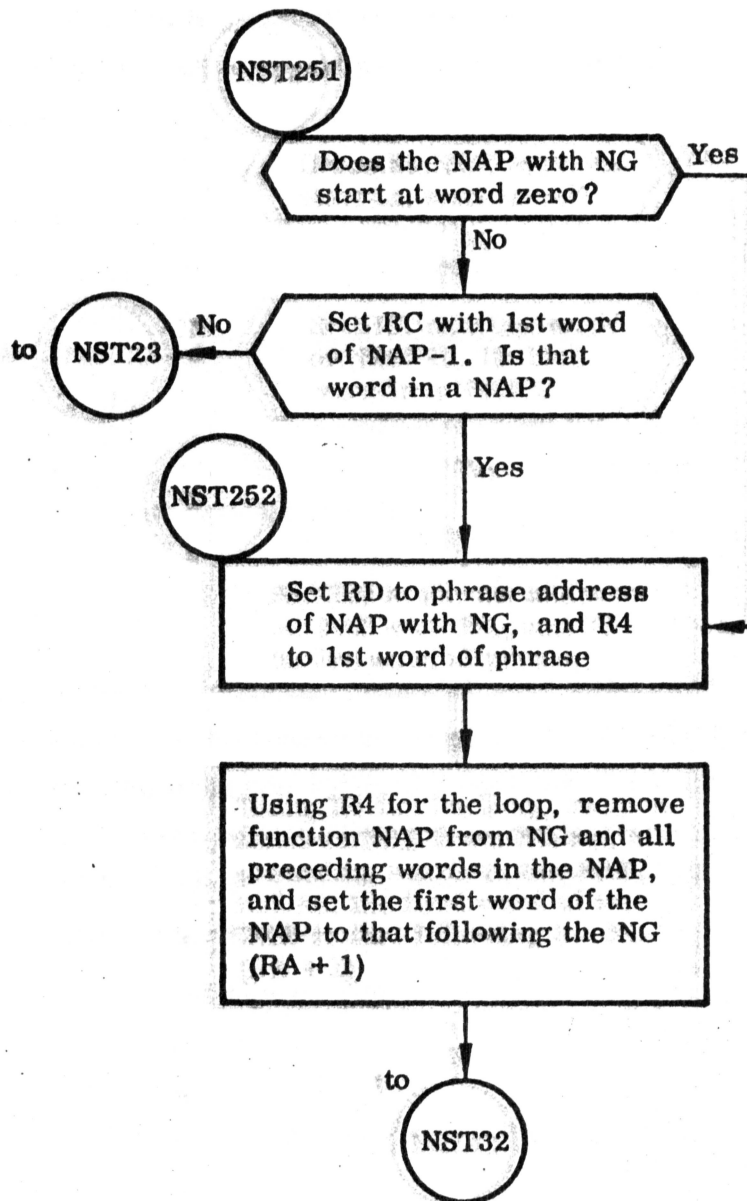 NST251
Does the NAP with NG
start at word zero?
Yes
No
Set RC with 1st word
of NAP-1. Is that
word in a NAP?
No
to
NST23
Yes
NST252
Set RD to phrase address
of NAP with NG, and R4
to 1st word of phrase
Using R4 for the loop, remove
function NAP from NG and all
preceding words in the NAP,
and set the first word of the
NAP to that following the NG
(RA + 1)
to
NST32